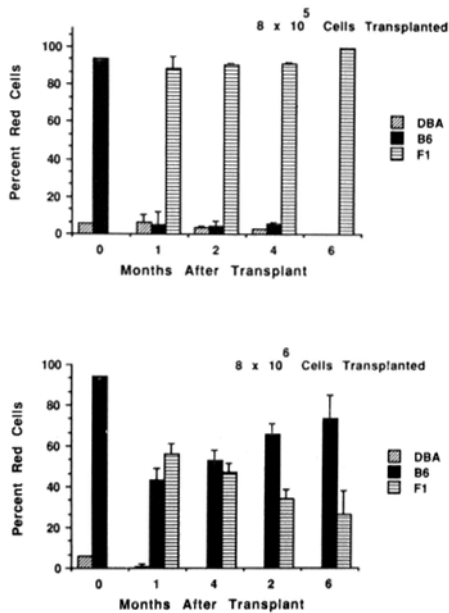 8 x 10^5 Cells Transplanted
100
80
60
40
20
0
Percent Red Cells
DBA
B6
F1
0 1 2 4 6
Months After Transplant
8 x 10^6 Cells Transplanted
100
80
60
40
20
0
Percent Red Cells
DBA
B6
F1
0 1 4 2 6
Months After Transplant